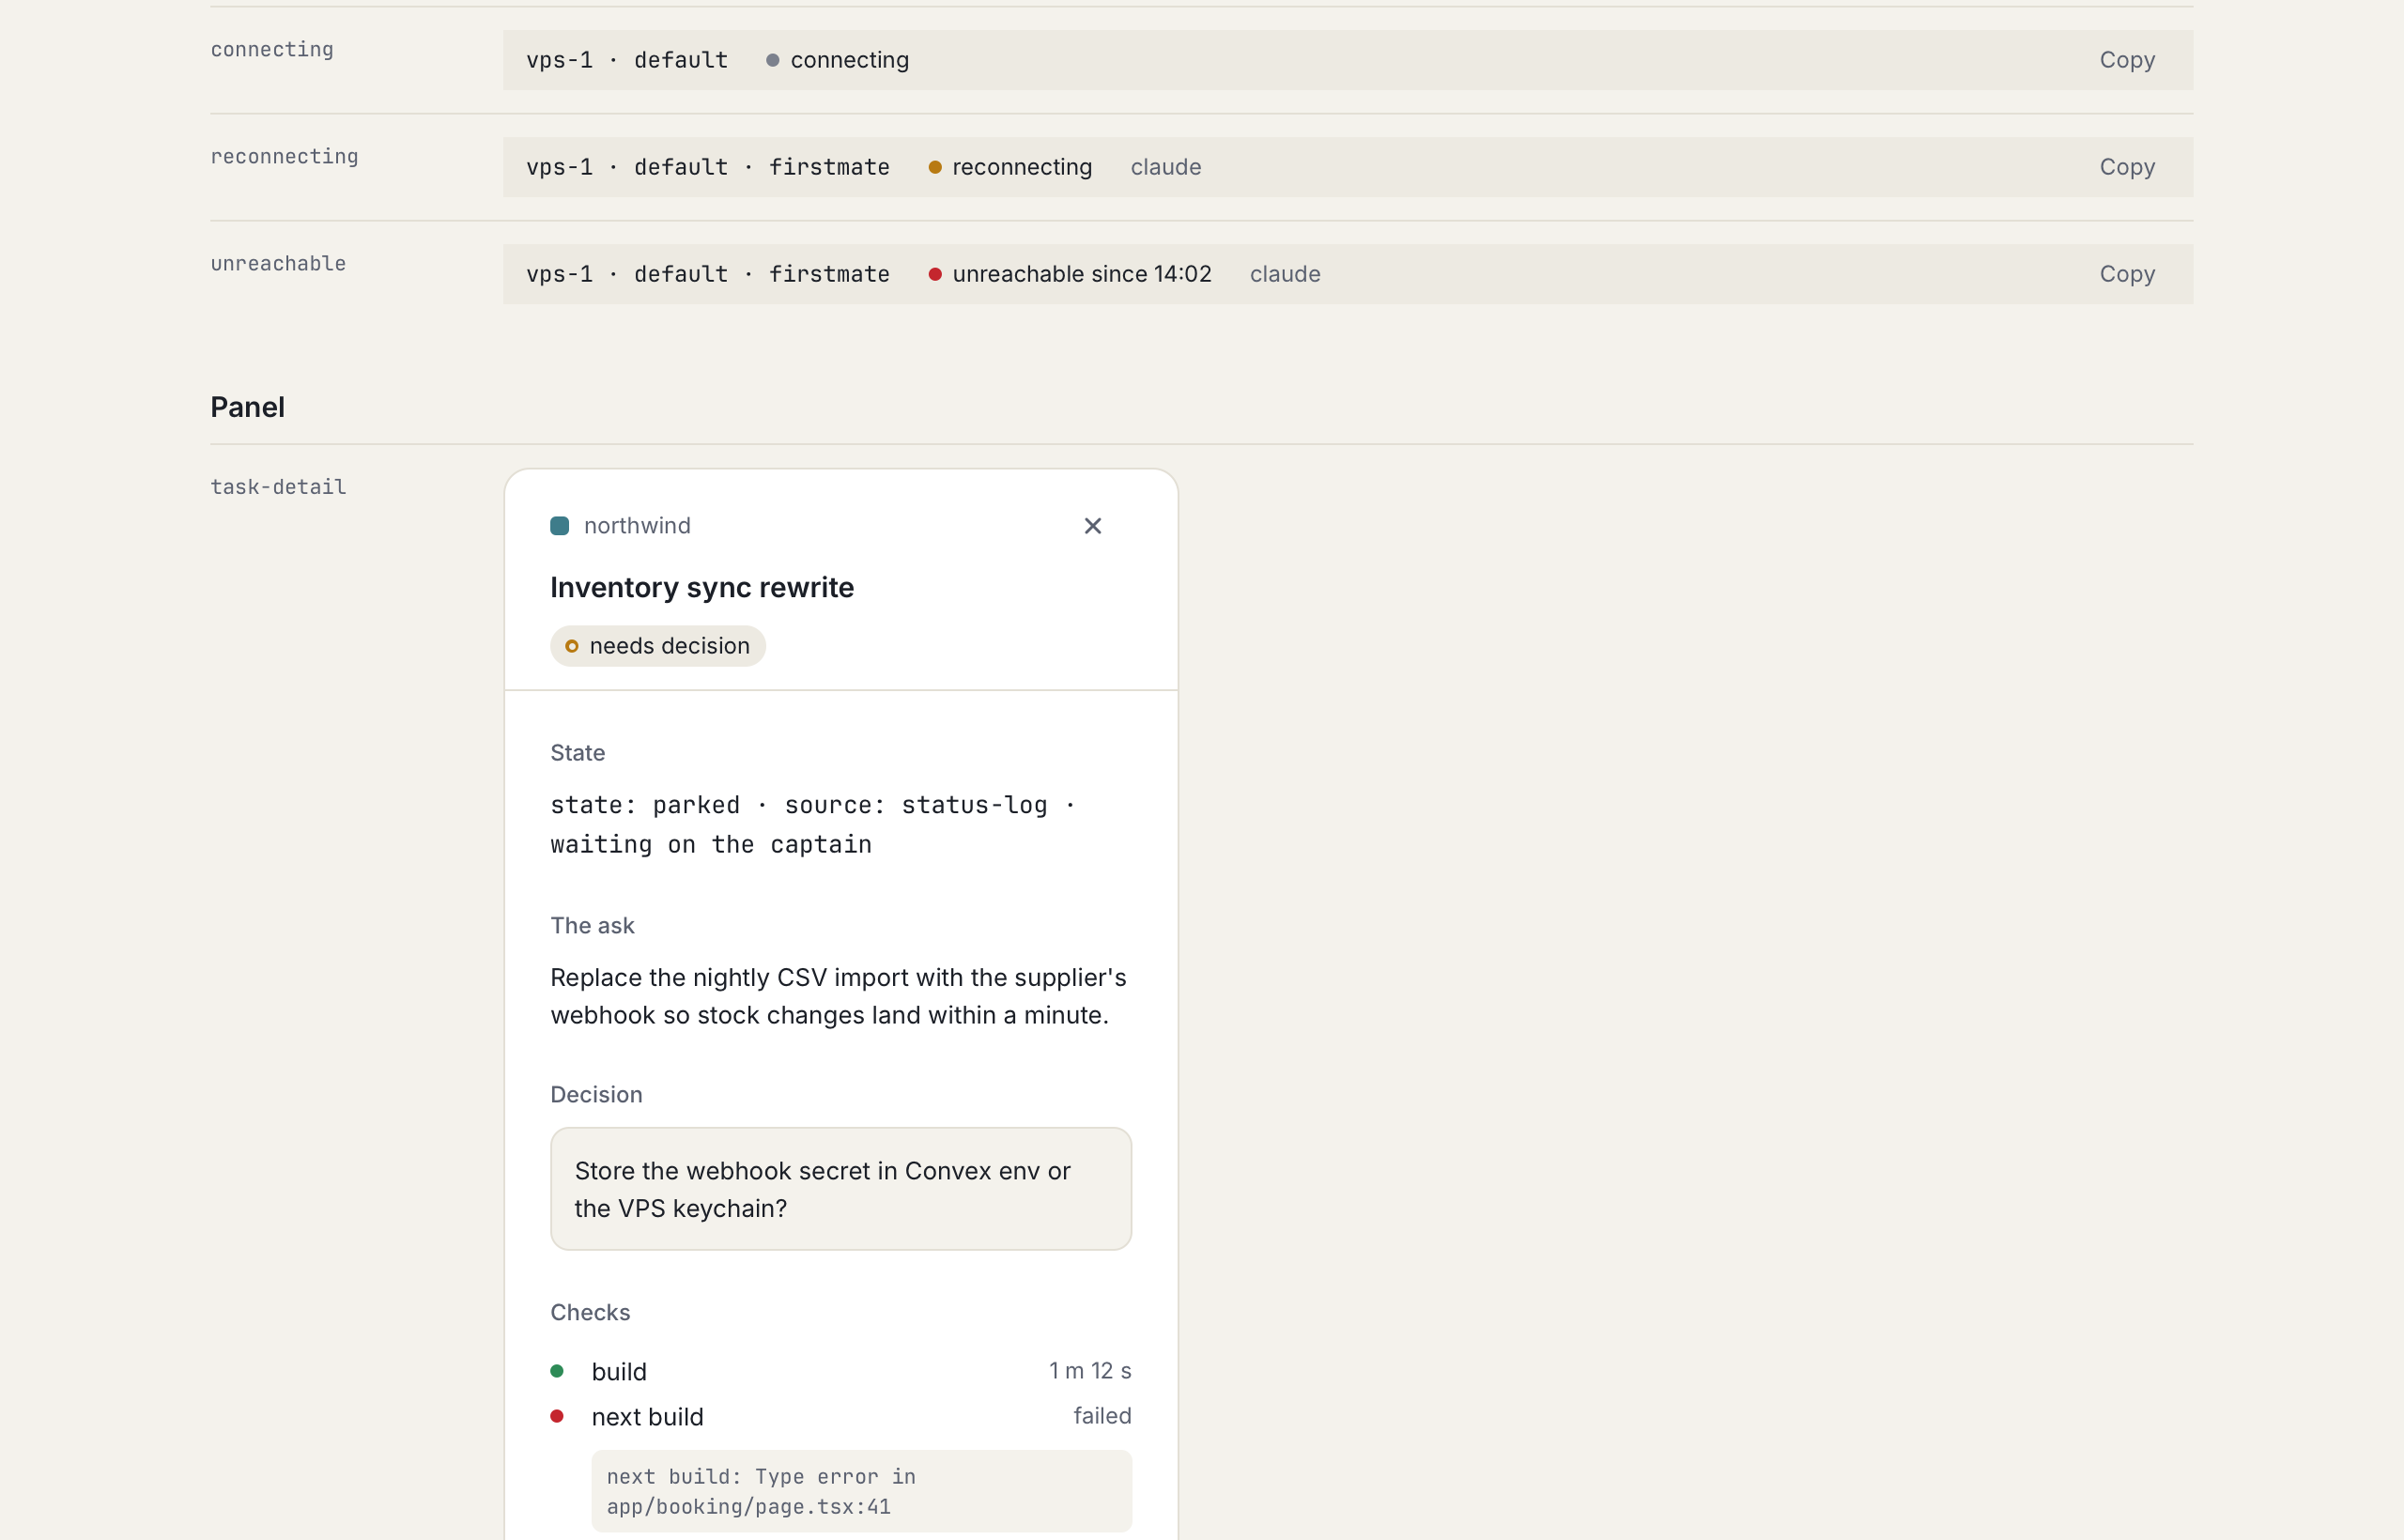 connecting
vps-1 · default connecting Copy
reconnecting
vps-1 · default · firstmate reconnecting claude Copy
unreachable
vps-1 · default · firstmate unreachable since 14:02 claude Copy
Panel
task-detail
northwind
Inventory sync rewrite
needs decision
State
state: parked · source: status-log ·
waiting on the captain
The ask
Replace the nightly CSV import with the supplier's
webhook so stock changes land within a minute.
Decision
Store the webhook secret in Convex env or
the VPS keychain?
Checks
build 1 m 12 s
next build failed
next build: Type error in
app/booking/page.tsx:41